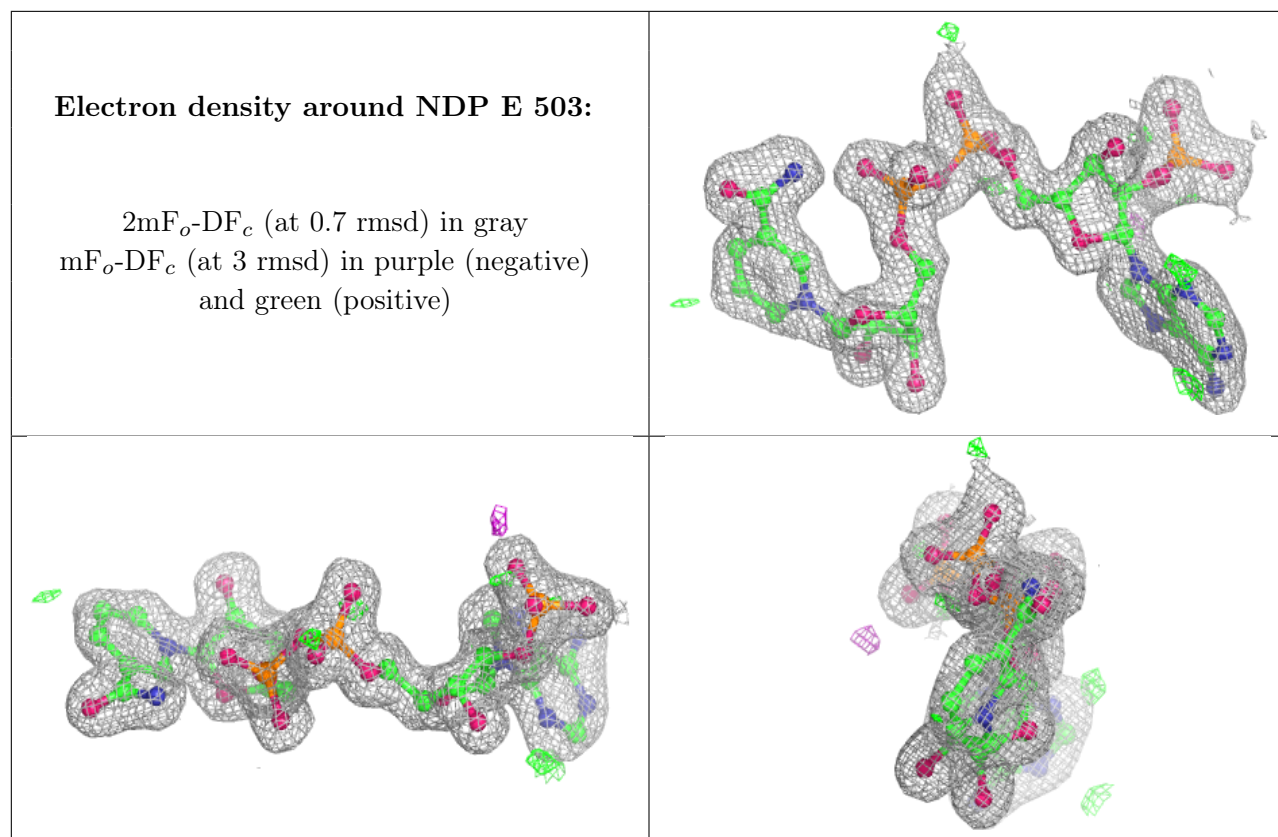 Electron density around NDP E 503:
2mFₒ-DF𝒸 (at 0.7 rmsd) in gray
mFₒ-DF𝒸 (at 3 rmsd) in purple (negative)
and green (positive)